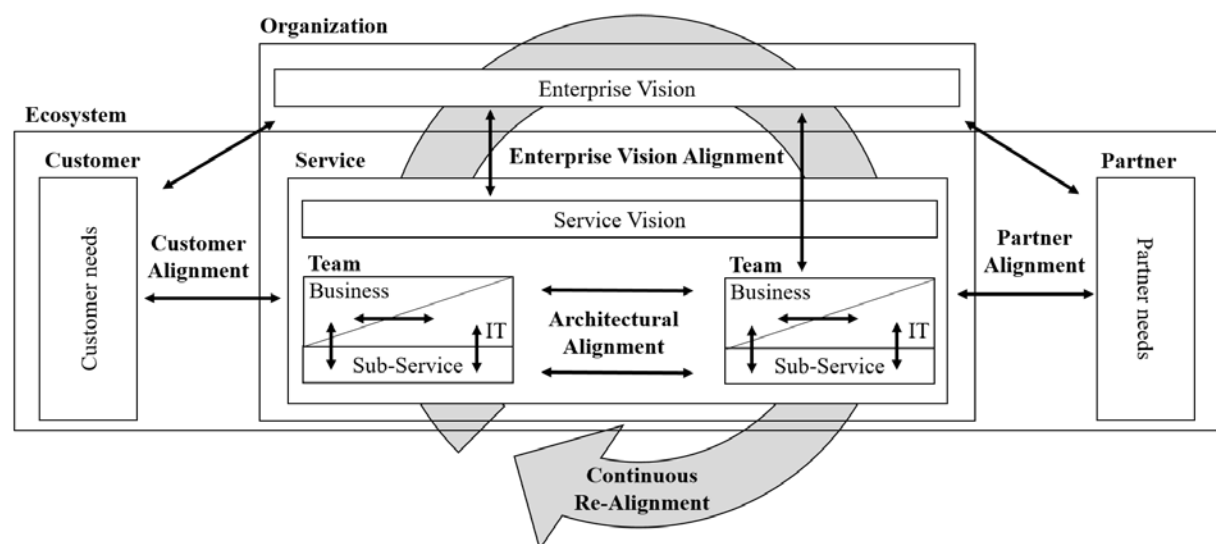 Organization
Enterprise Vision
Ecosystem
Customer
Service
Enterprise Vision Alignment
Partner
Customer needs
Service Vision
Partner needs
Customer
Alignment
Partner
Alignment
Team
Business
IT
Sub-Service
Architectural
Alignment
Team
Business
IT
Sub-Service
Continuous
Re-Alignment